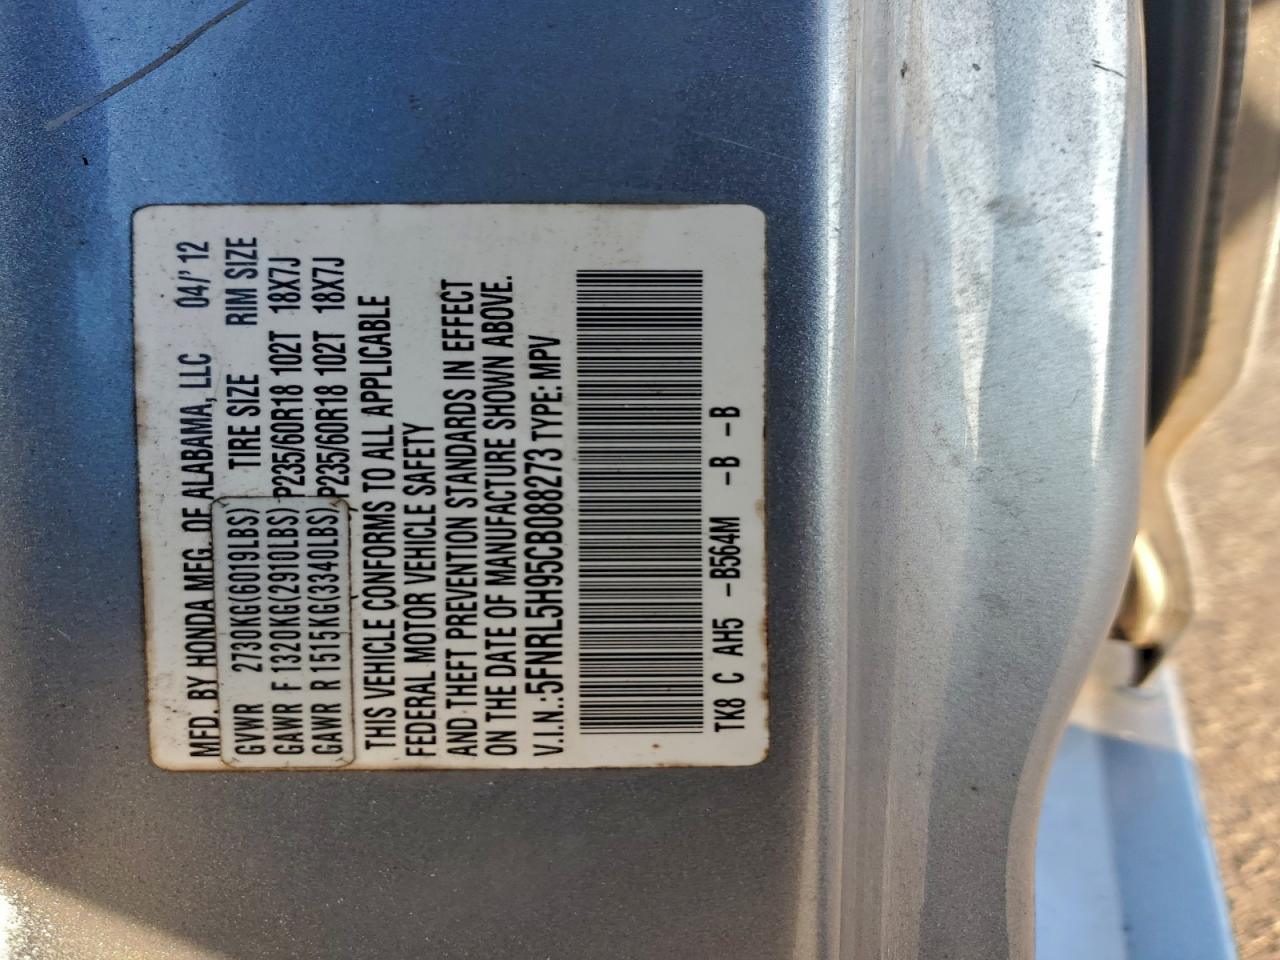 MFD. BY HONDA MFG. OF ALABAMA, LLC 04/' 12
GVWR 2730KG(6019LBS) TIRE SIZE RIM SIZE
GAWR F 1320KG(2910LBS) P235/60R18 102T 18X7J
GAWR R 1515KG(3340LBS) P235/60R18 102T 18X7J
THIS VEHICLE CONFORMS TO ALL APPLICABLE
FEDERAL MOTOR VEHICLE SAFETY
AND THEFT PREVENTION STANDARDS IN EFFECT
ON THE DATE OF MANUFACTURE SHOWN ABOVE.
V.I.N.:5FNRL5H95CB088273 TYPE: MPV
TK8 C AH5 -B564M -B -B